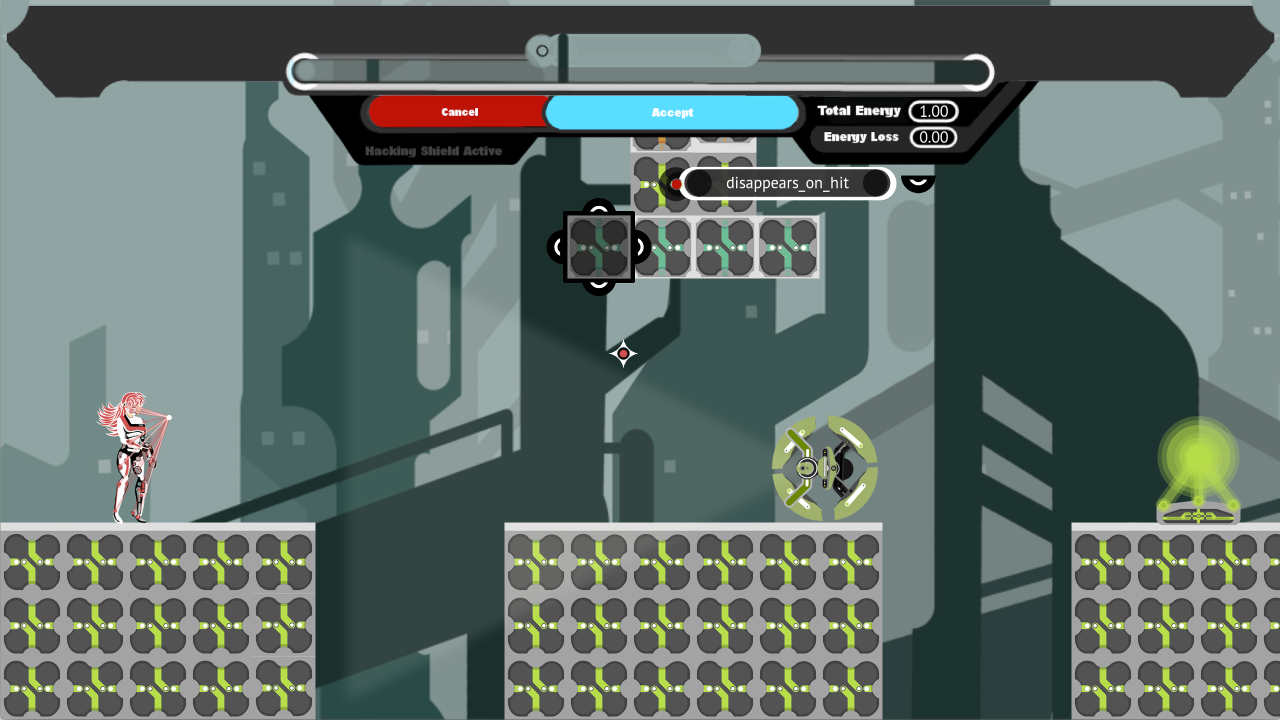 Cancel
Accept
Total Energy 1.00
Energy Loss 0.00
Hacking Shield Active
disappears_on_hit